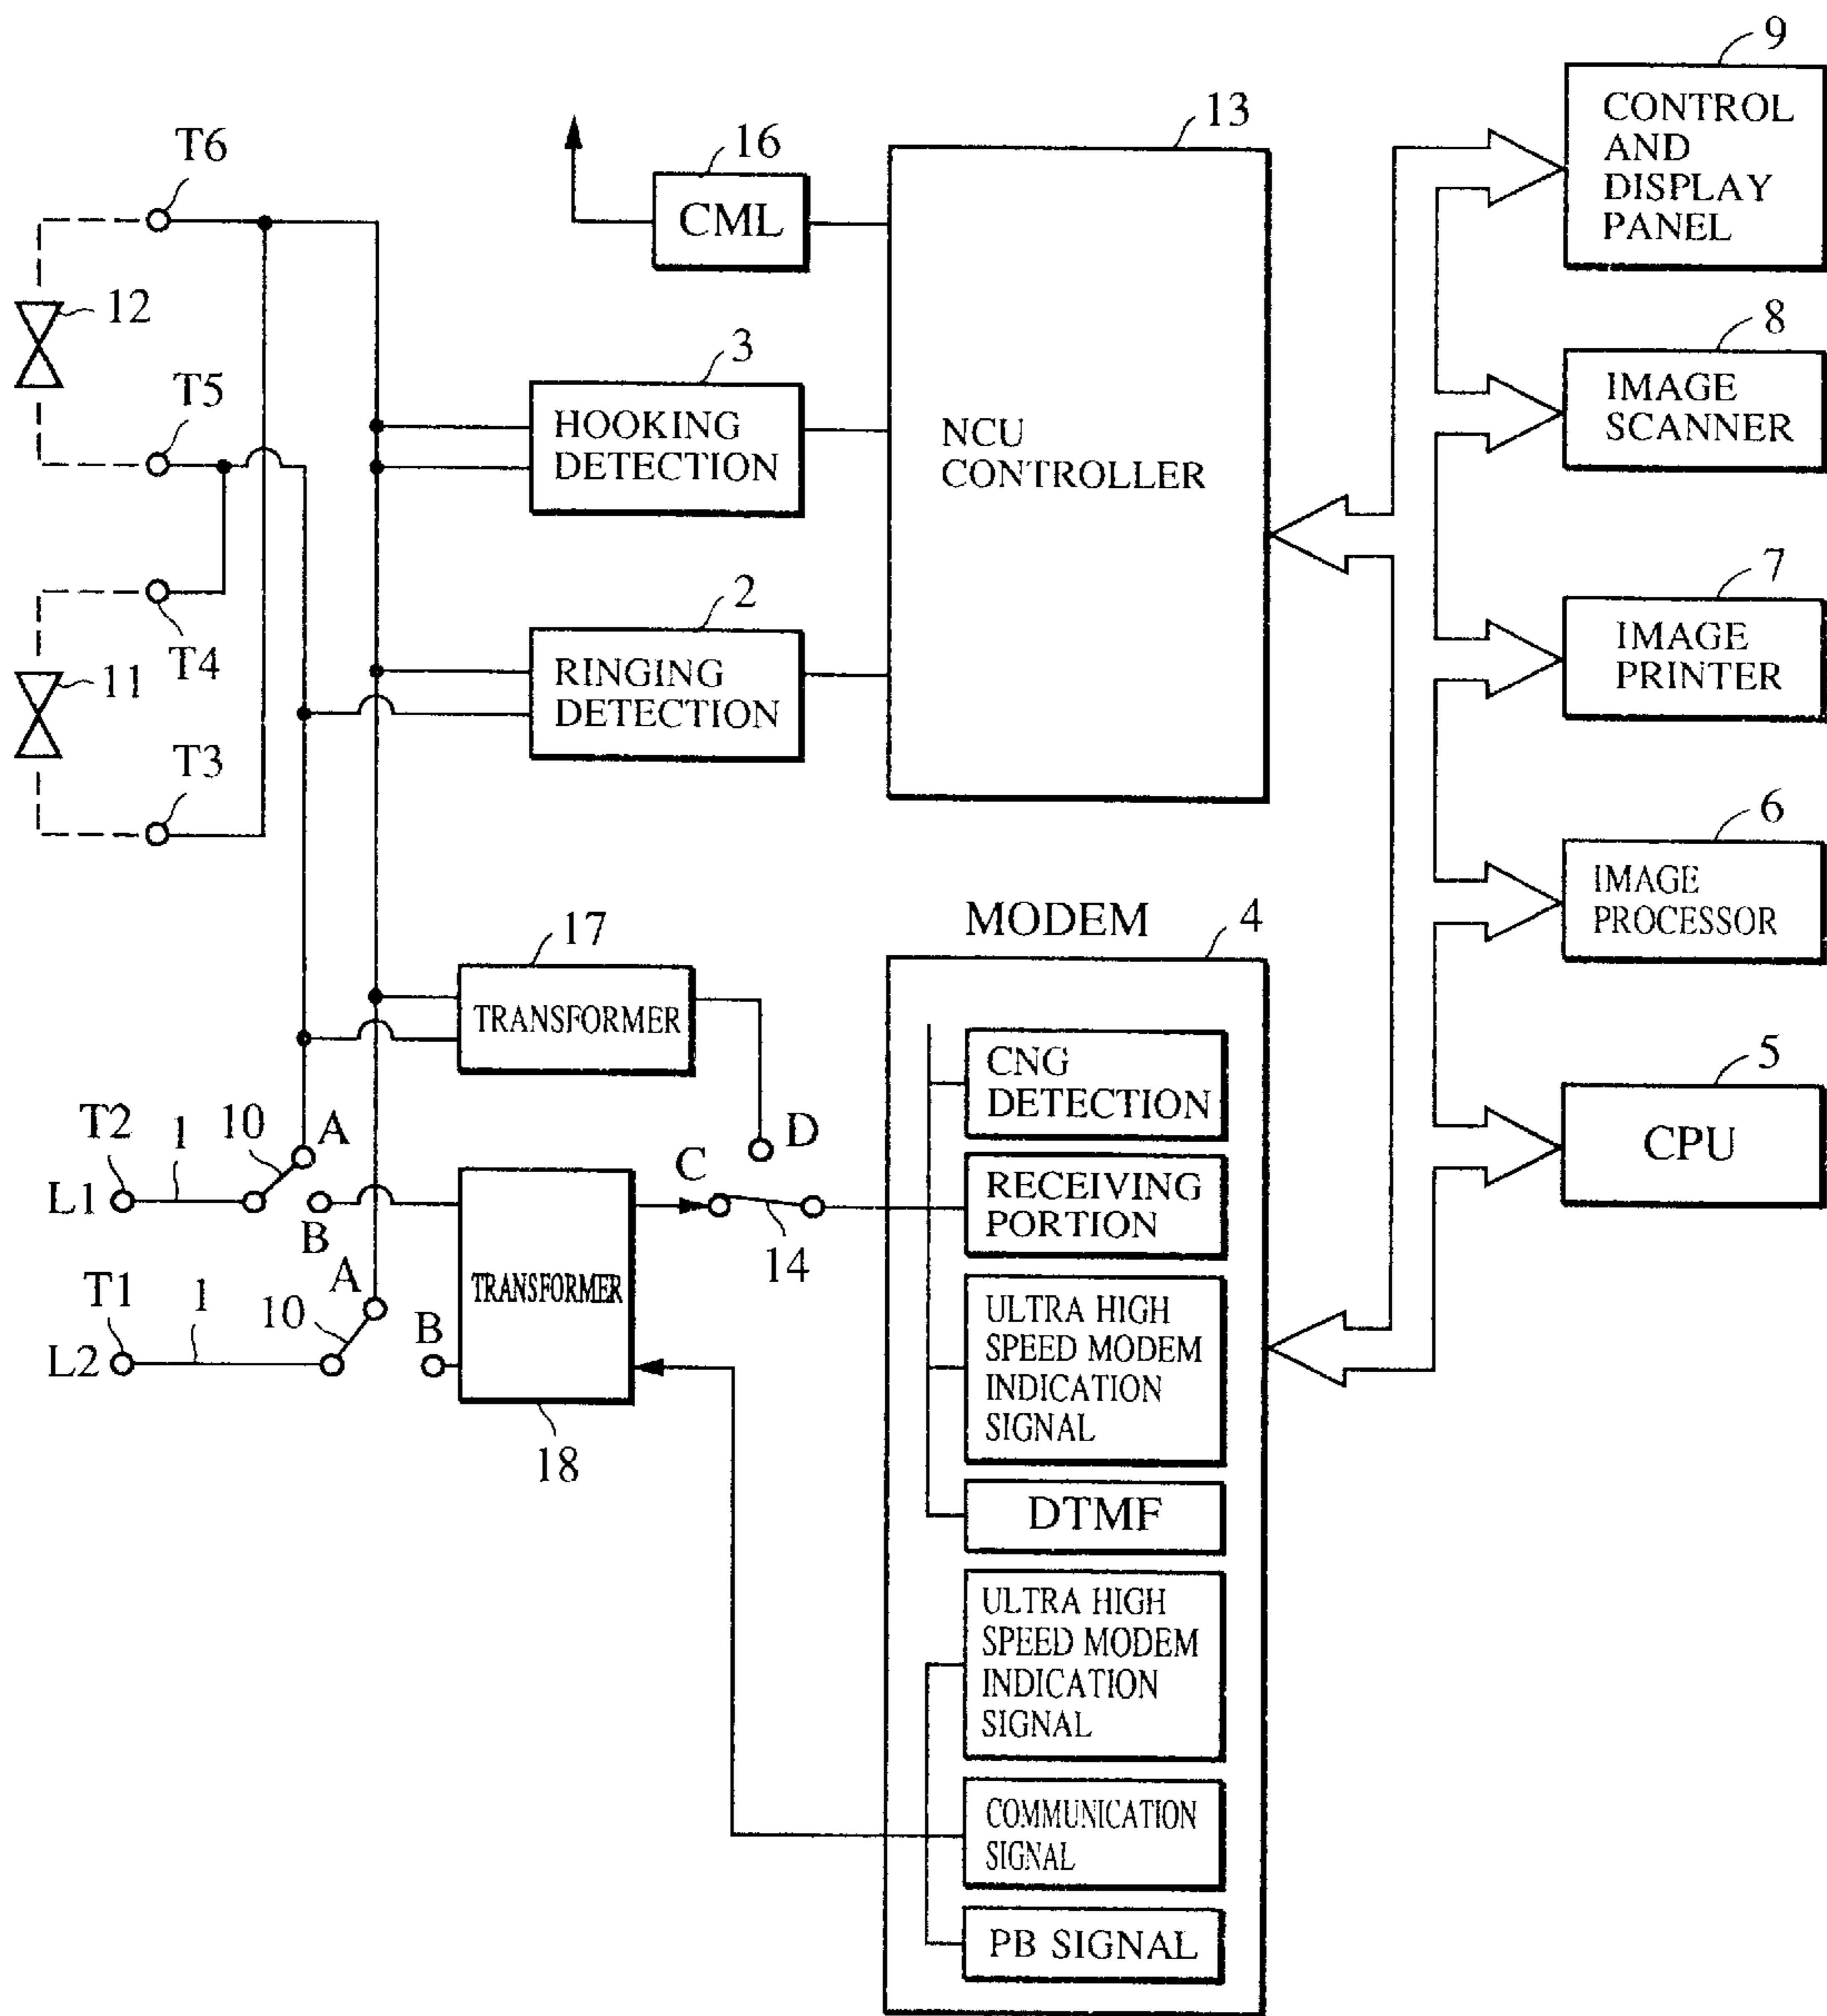 9
CONTROL
AND
DISPLAY
PANEL
13
16
CML
T6
12
3
HOOKING
DETECTION
NCU
CONTROLLER
8
IMAGE
SCANNER
T5
2
RINGING
DETECTION
7
IMAGE
PRINTER
T4
11
T3
6
IMAGE
PROCESSOR
MODEM
4
17
TRANSFORMER
CNG
DETECTION
5
CPU
T2
1
10
A
D
C
L1
B
TRANSFORMER
14
RECEIVING
PORTION
T1
1
10
A
B
L2
18
ULTRA HIGH
SPEED MODEM
INDICATION
SIGNAL
DTMF
ULTRA HIGH
SPEED MODEM
INDICATION
SIGNAL
COMMUNICATION
SIGNAL
PB SIGNAL